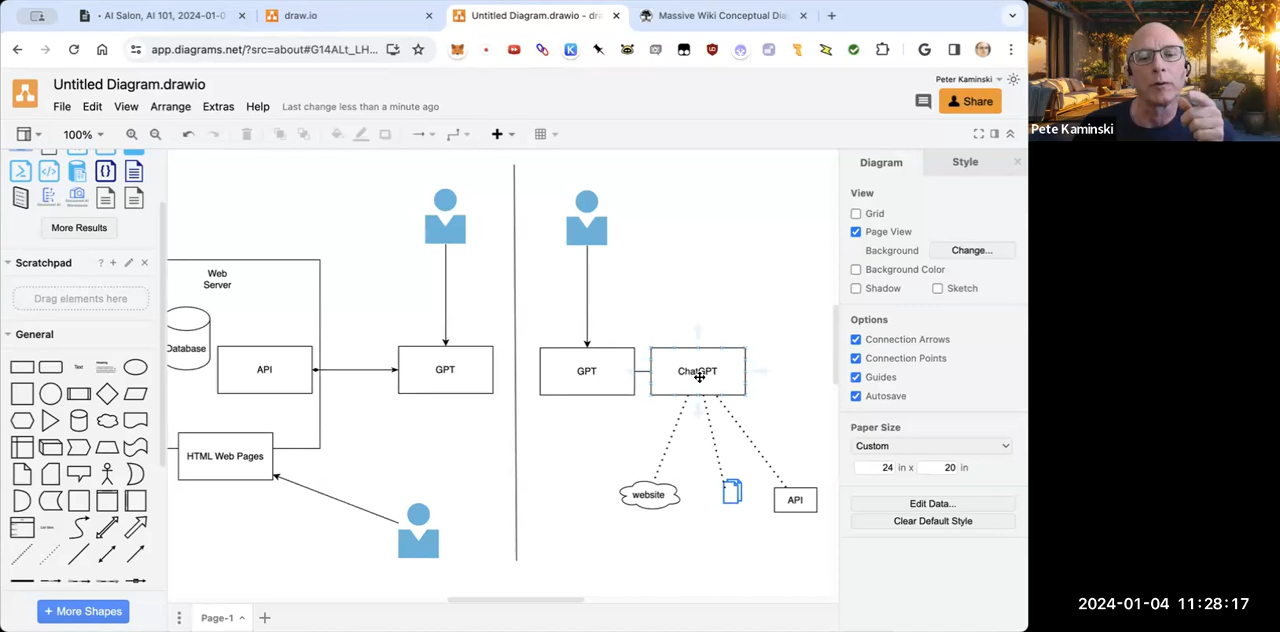 AI Salon, AI 101, 2024-01-0
draw.io
Untitled Diagram.drawio - dra
Massive Wiki Conceptual Dia
app.diagrams.net/?src=about#G14ALt_LH...
Untitled Diagram.drawio
Peter Kaminski
File Edit View Arrange Extras Help Last change less than a minute ago
Share
100%
Diagram
Style
View
Grid
Page View
Background
Change...
Background Color
Shadow
Sketch
Options
Connection Arrows
Connection Points
Guides
Autosave
Paper Size
Custom
24 in x 20 in
Edit Data...
Clear Default Style
More Results
Scratchpad
Drag elements here
General
Text
+ More Shapes
Web
Server
Database
API
GPT
HTML Web Pages
GPT
ChatGPT
website
API
Page-1
Pete Kaminski
2024-01-04 11:28:17